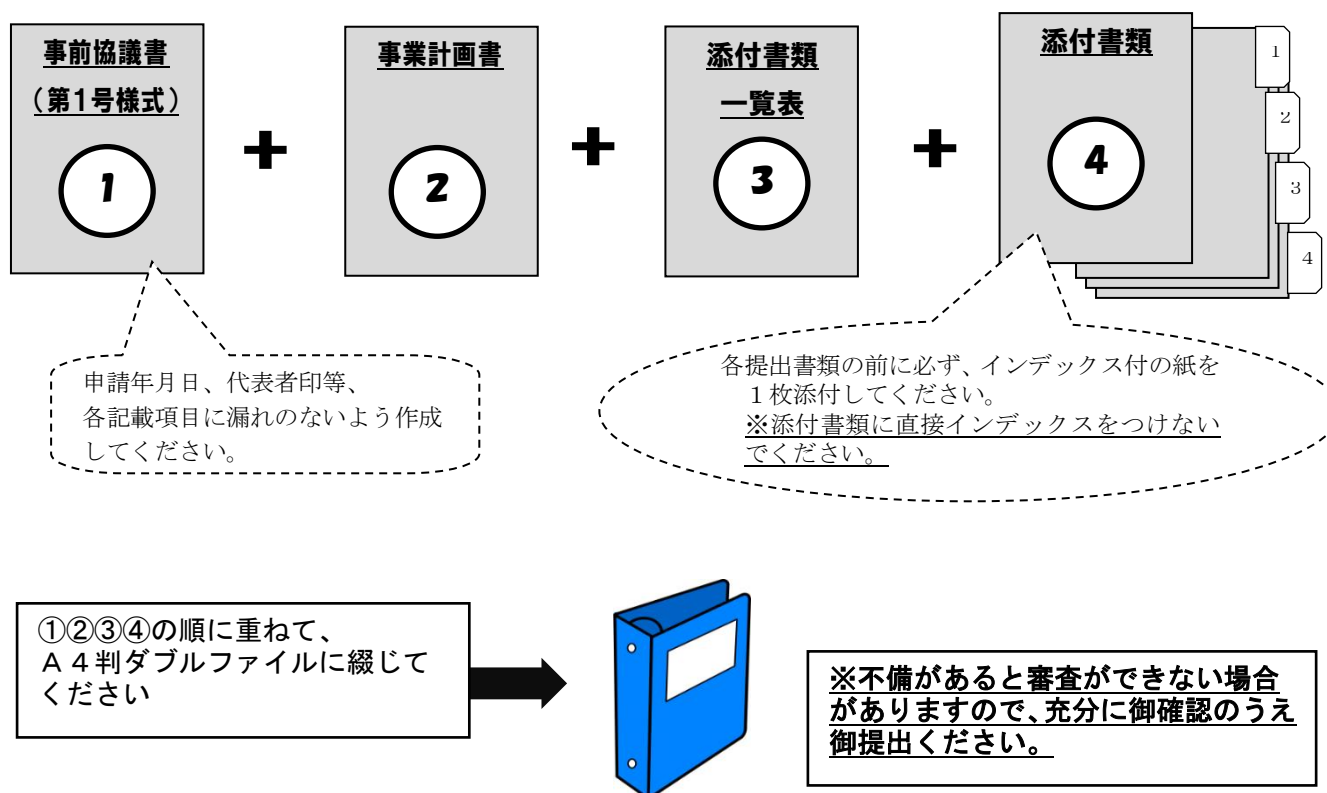 事前協議書
（第1号様式）
1
+
事業計画書
2
+
添付書類
一覧表
3
+
添付書類
4
1
2
3
4
申請年月日、代表者印等、
各記載項目に漏れのないよう作成
してください。
各提出書類の前に必ず、インデックス付の紙を
１枚添付してください。
※添付書類に直接インデックスをつけない
でください。
①②③④の順に重ねて、
Ａ４判ダブルファイルに綴じて
ください
※不備があると審査ができない場合
がありますので、充分に御確認のうえ
御提出ください。